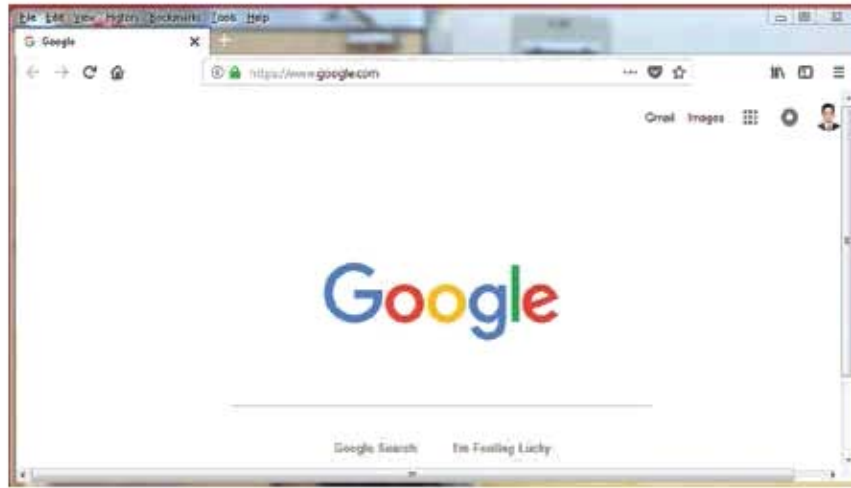 File Edit View History Bookmarks Tools Help
G Google
https://www.google.com
Gmail Images
Google
Google Search I'm Feeling Lucky